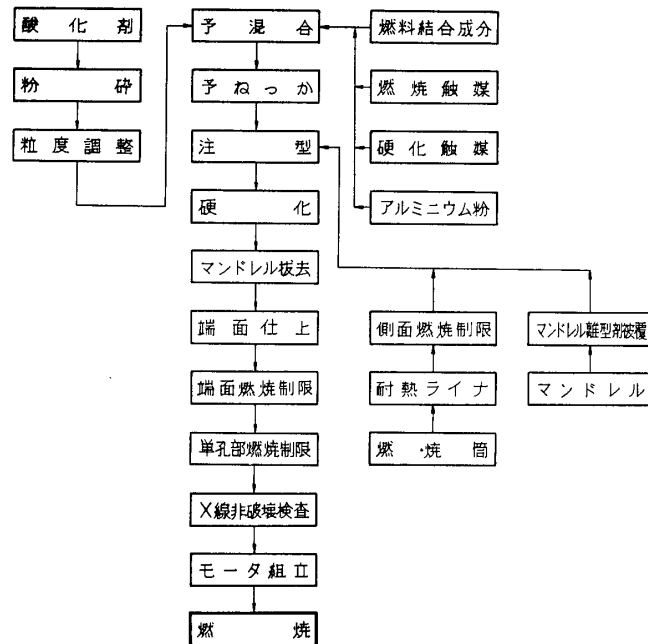 酸化剤
粉砕
粒度調整
予混合
予ねっか
注型
硬化
マンドレル抜去
端面仕上
端面燃焼制限
単孔部燃焼制限
X線非破壊検査
モータ組立
燃焼
燃料結合成分
燃焼触媒
硬化触媒
アルミニウム粉
側面燃焼制限
耐熱ライナ
燃焼筒
マンドレル離型剤被覆
マンドレル